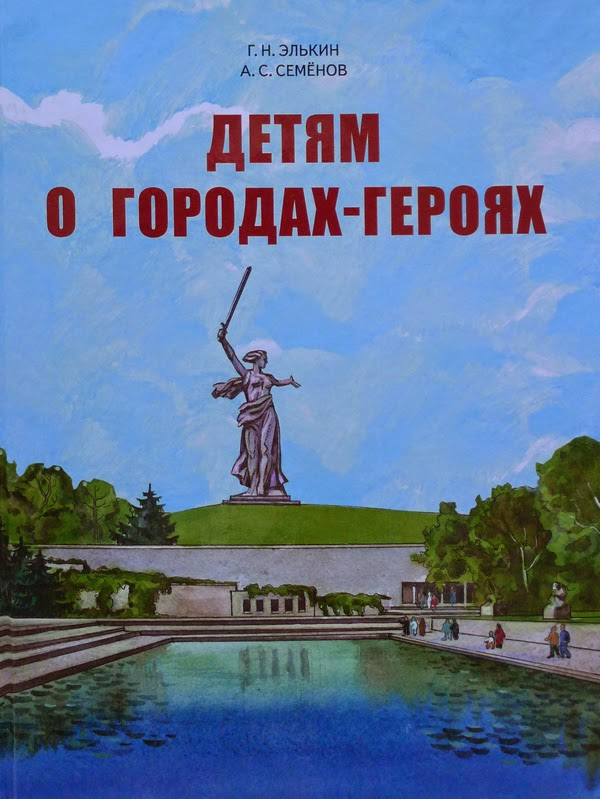 Г. Н. ЭЛЬКИН
А. С. СЕМЁНОВ
ДЕТЯМ
О ГОРОДАХ-ГЕРОЯХ